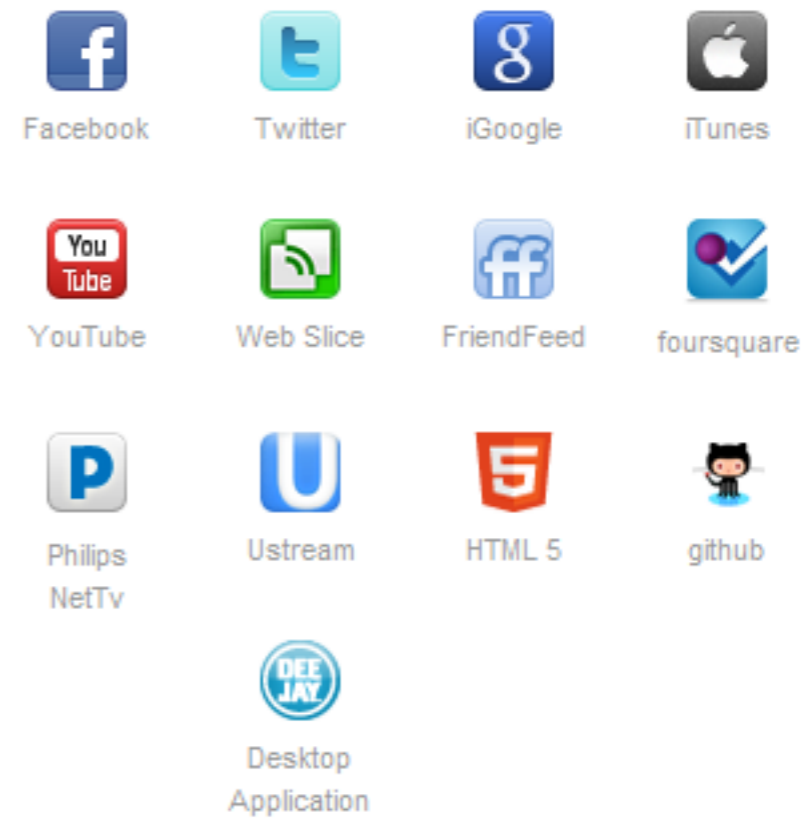 f t g
Facebook Twitter iGoogle iTunes
You
Tube
ff
YouTube Web Slice FriendFeed foursquare
P U 5
Philips
NetTv
Ustream HTML 5 github
DEE
JAY
Desktop
Application